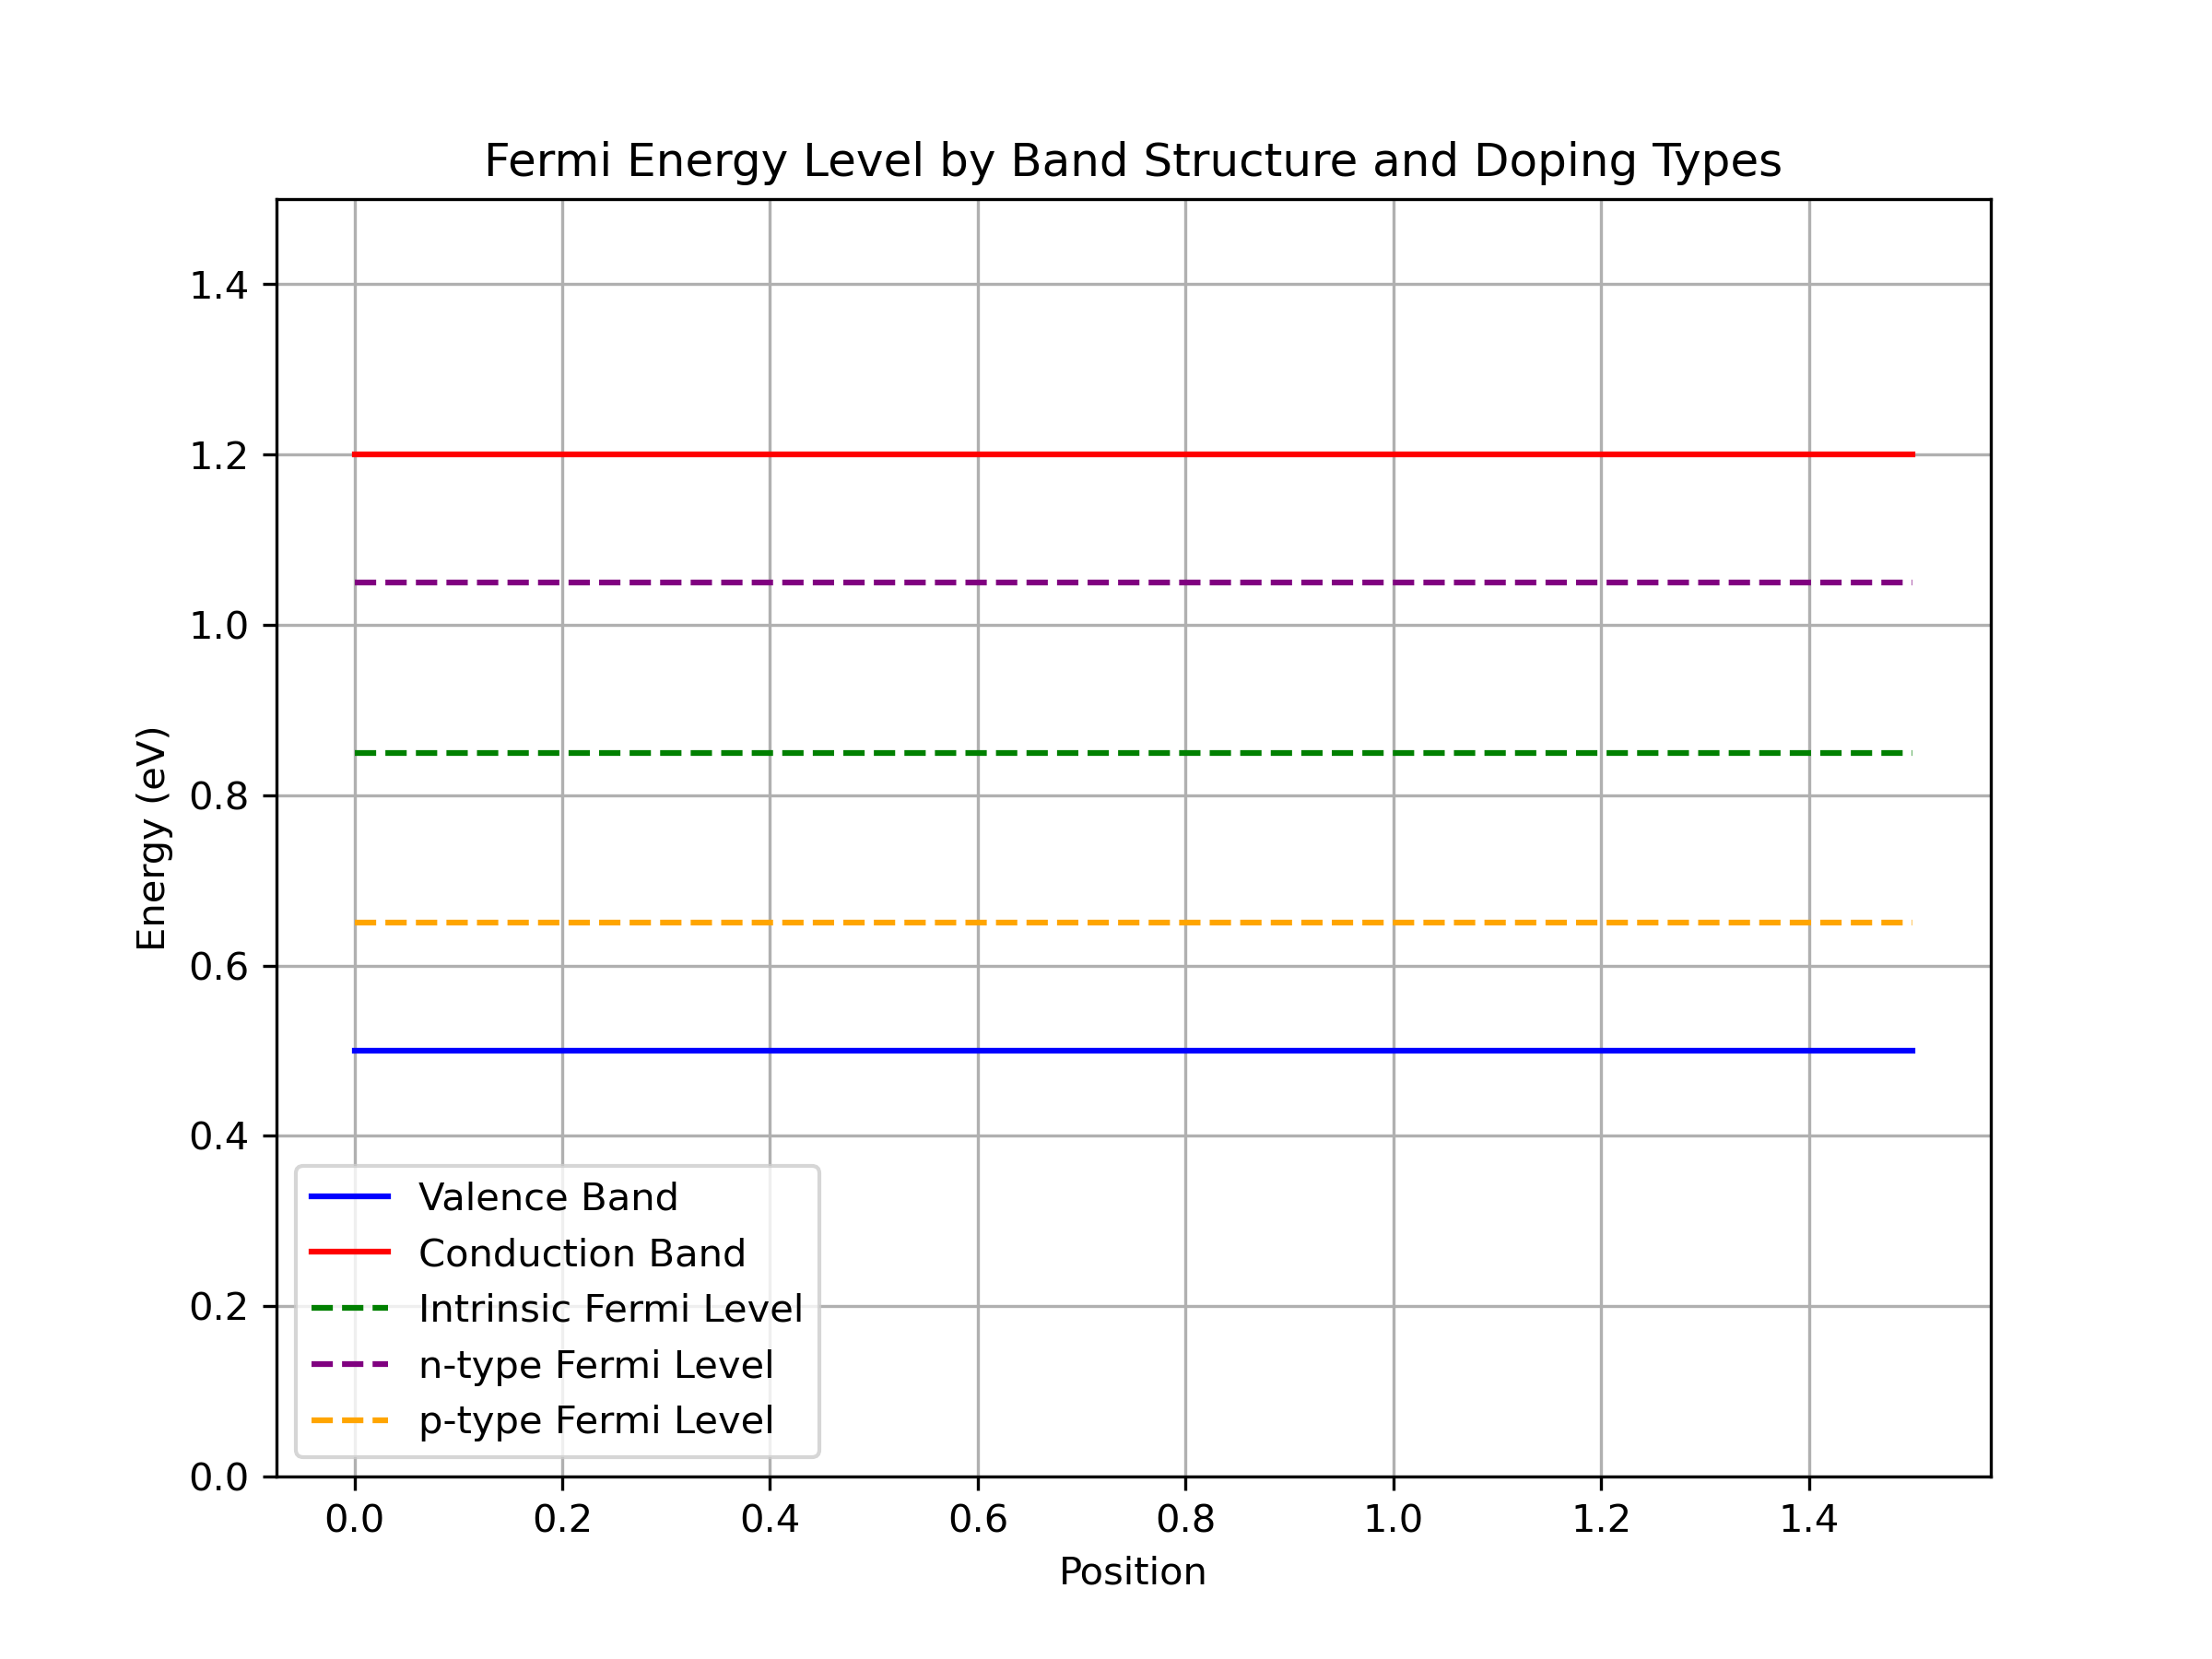 Fermi Energy Level by Band Structure and Doping Types
1.4
1.2
1.0
0.8
0.6
0.4
0.2
0.0
Energy (eV)
Valence Band
Conduction Band
Intrinsic Fermi Level
n-type Fermi Level
p-type Fermi Level
0.0 0.2 0.4 0.6 0.8 1.0 1.2 1.4
Position